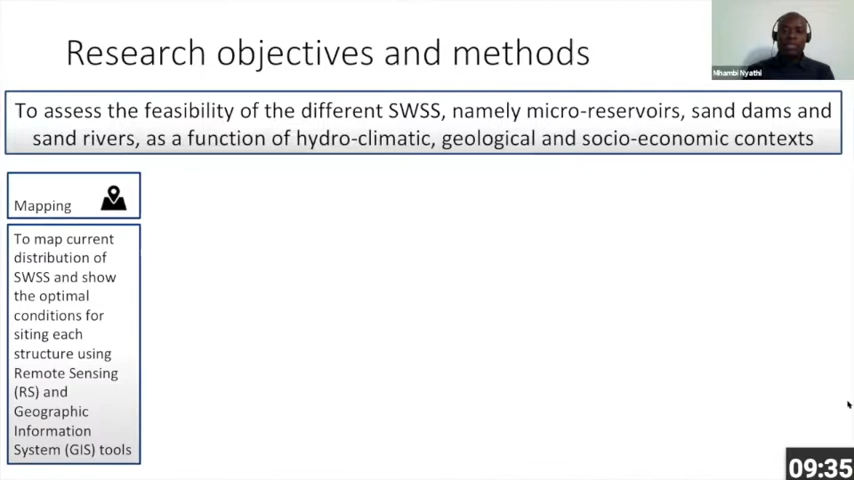 Research objectives and methods
Mhambi Nyathi
To assess the feasibility of the different SWSS, namely micro-reservoirs, sand dams and
sand rivers, as a function of hydro-climatic, geological and socio-economic contexts
Mapping
To map current
distribution of
SWSS and show
the optimal
conditions for
siting each
structure using
Remote Sensing
(RS) and
Geographic
Information
System (GIS) tools
09:35